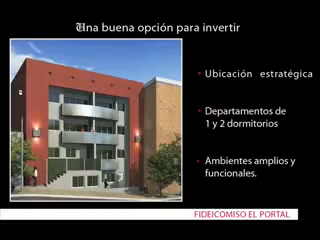 Una buena opción para invertir
• Ubicación estratégica
• Departamentos de
1 y 2 dormitorios
• Ambientes amplios y
funcionales.
FIDEICOMISO EL PORTAL